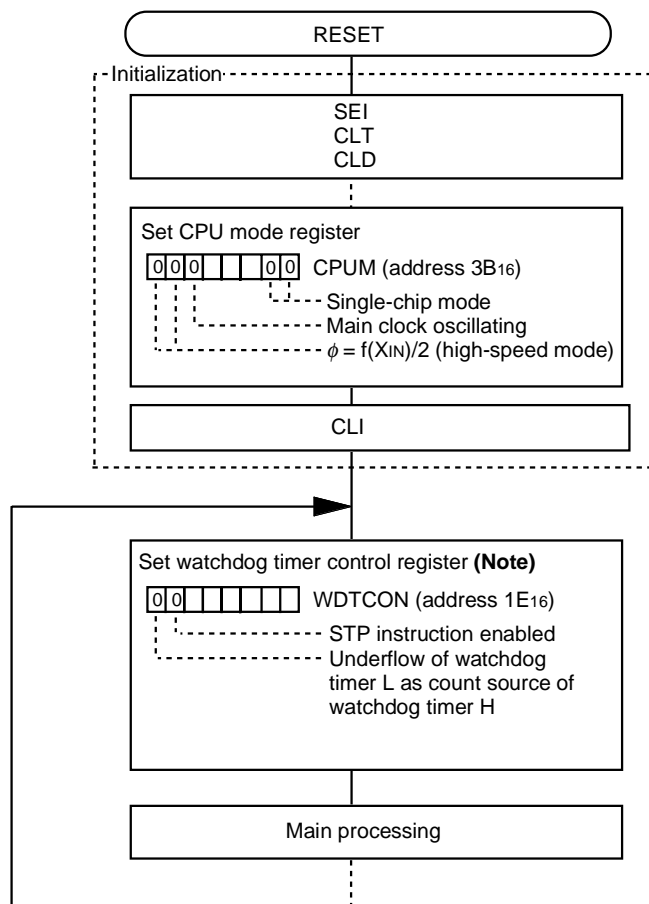 RESET
Initialization
SEI
CLT
CLD
Set CPU mode register
0 0 0 0 0 CPUM (address 3B16)
Single-chip mode
Main clock oscillating
ϕ = f(XIN)/2 (high-speed mode)
CLI
Set watchdog timer control register (Note)
0 0 WDTCON (address 1E16)
STP instruction enabled
Underflow of watchdog
timer L as count source of
watchdog timer H
Main processing